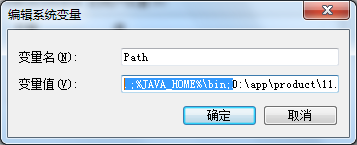 编辑系统变量
变量名(N): Path
变量值(V): .;%JAVA_HOME%\bin;D:\app\product\11.
确定 取消